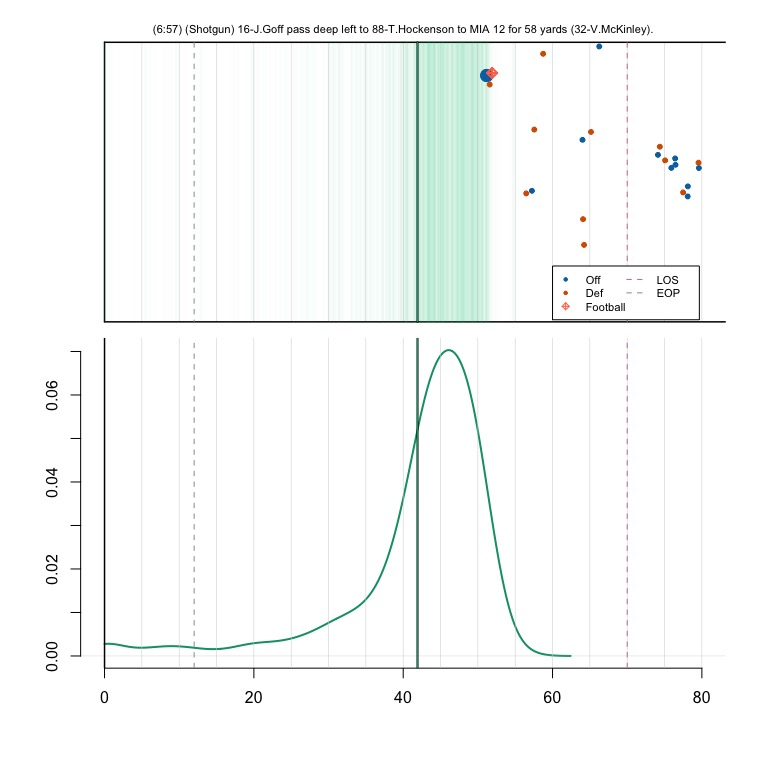 (6:57) (Shotgun) 16-J.Goff pass deep left to 88-T.Hockenson to MIA 12 for 58 yards (32-V.McKinley).
Off LOS
Def EOP
Football
0.06
0.04
0.02
0.00
0 20 40 60 80